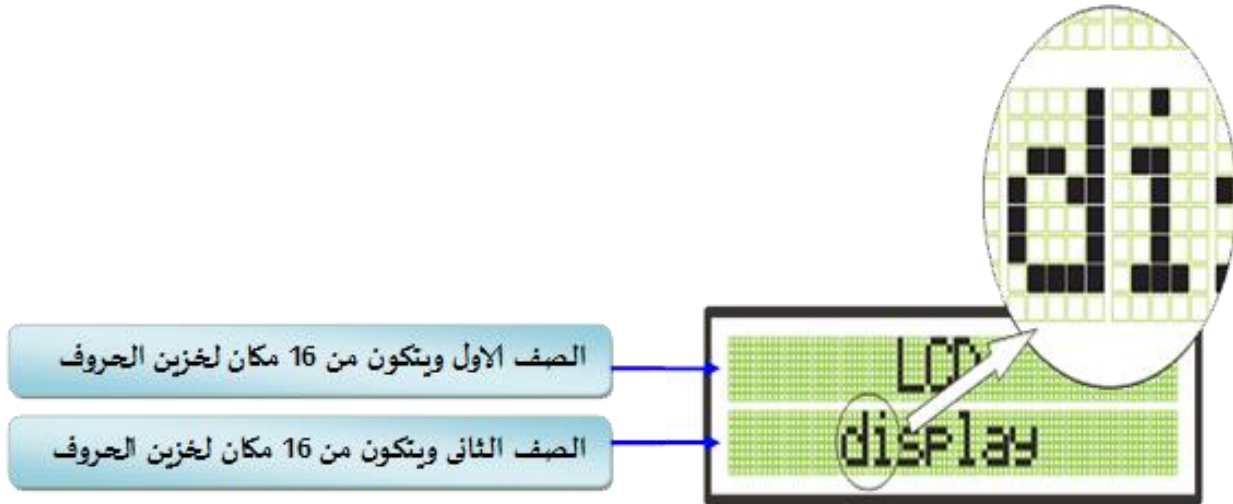 di
LCD
display
الصف الاول ويتكون من 16 مكان لخزين الحروف
الصف الثانى ويتكون من 16 مكان لخزين الحروف